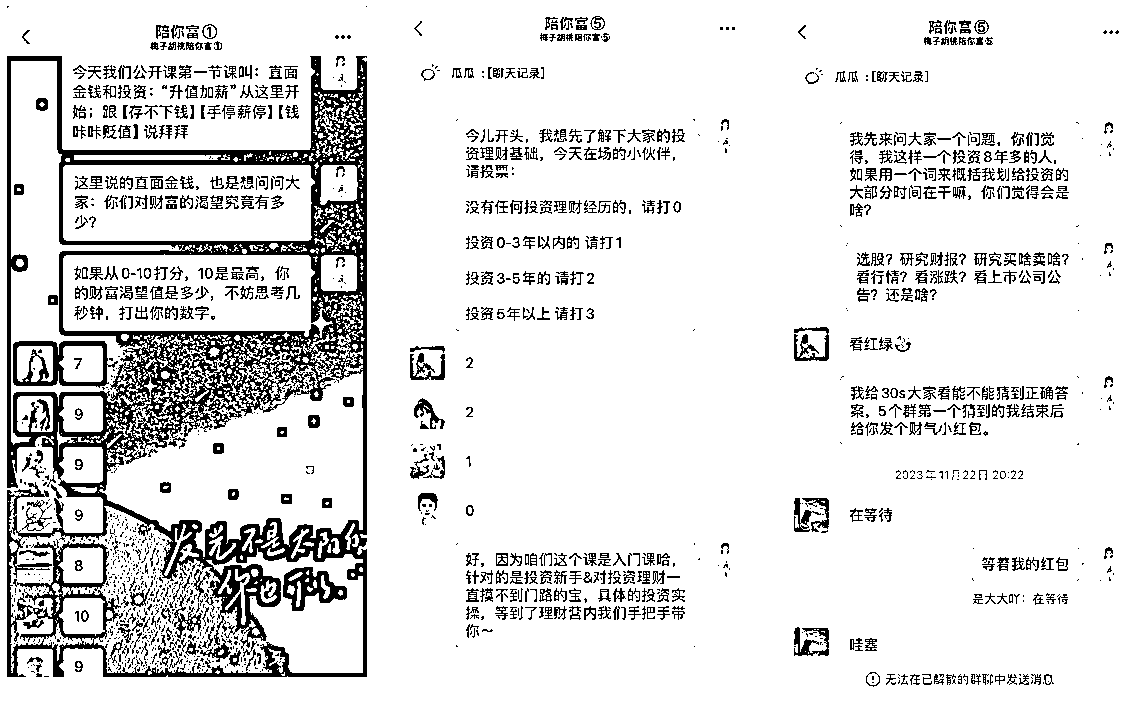 陪你富①
梅子胡桃陪你富①
今天我们公开课第一节课叫：直面
金钱和投资：“升值加薪”从这里开
始；跟【存不下钱】【手停薪停】【钱
咔咔贬值】说拜拜
这里说的直面金钱，也是想问问大
家：你们对财富的渴望究竟有多
少？
如果从0-10打分，10是最高，你
的财富渴望值是多少，不妨思考几
秒钟，打出你的数字。
7
9
9
9
8
10
9
发光不是太阳的
你也可以
陪你富⑤
梅子胡桃陪你富⑤
瓜瓜：[聊天记录]
今儿开头，我想先了解下大家的投
资理财基础，今天在场的小伙伴，
请投票：
没有任何投资理财经历的，请打0
投资0-3年以内的 请打1
投资3-5年的 请打2
投资5年以上 请打3
2
2
1
0
好，因为咱们这个课是入门课哈，
针对的是投资新手&对投资理财一
直摸不到门路的宝，具体的投资实
操，等到了理财营内我们手把手带
你～
陪你富⑤
梅子胡桃陪你富⑤
瓜瓜：[聊天记录]
我先来问大家一个问题，你们觉
得，我这样一个投资8年多的人，
如果用一个词来概括我划给投资的
大部分时间在干嘛，你们觉得会是
啥？
选股？研究财报？研究买啥卖啥？
看行情？看涨跌？看上市公司公
告？还是啥？
看红绿
我给30s大家看能不能猜到正确答
案，5个群第一个猜到的我结束后
给你发个财气小红包。
2023年11月22日 20:22
在等待
等着我的红包
是大大吖：在等待
哇塞
无法在已解散的群聊中发送消息